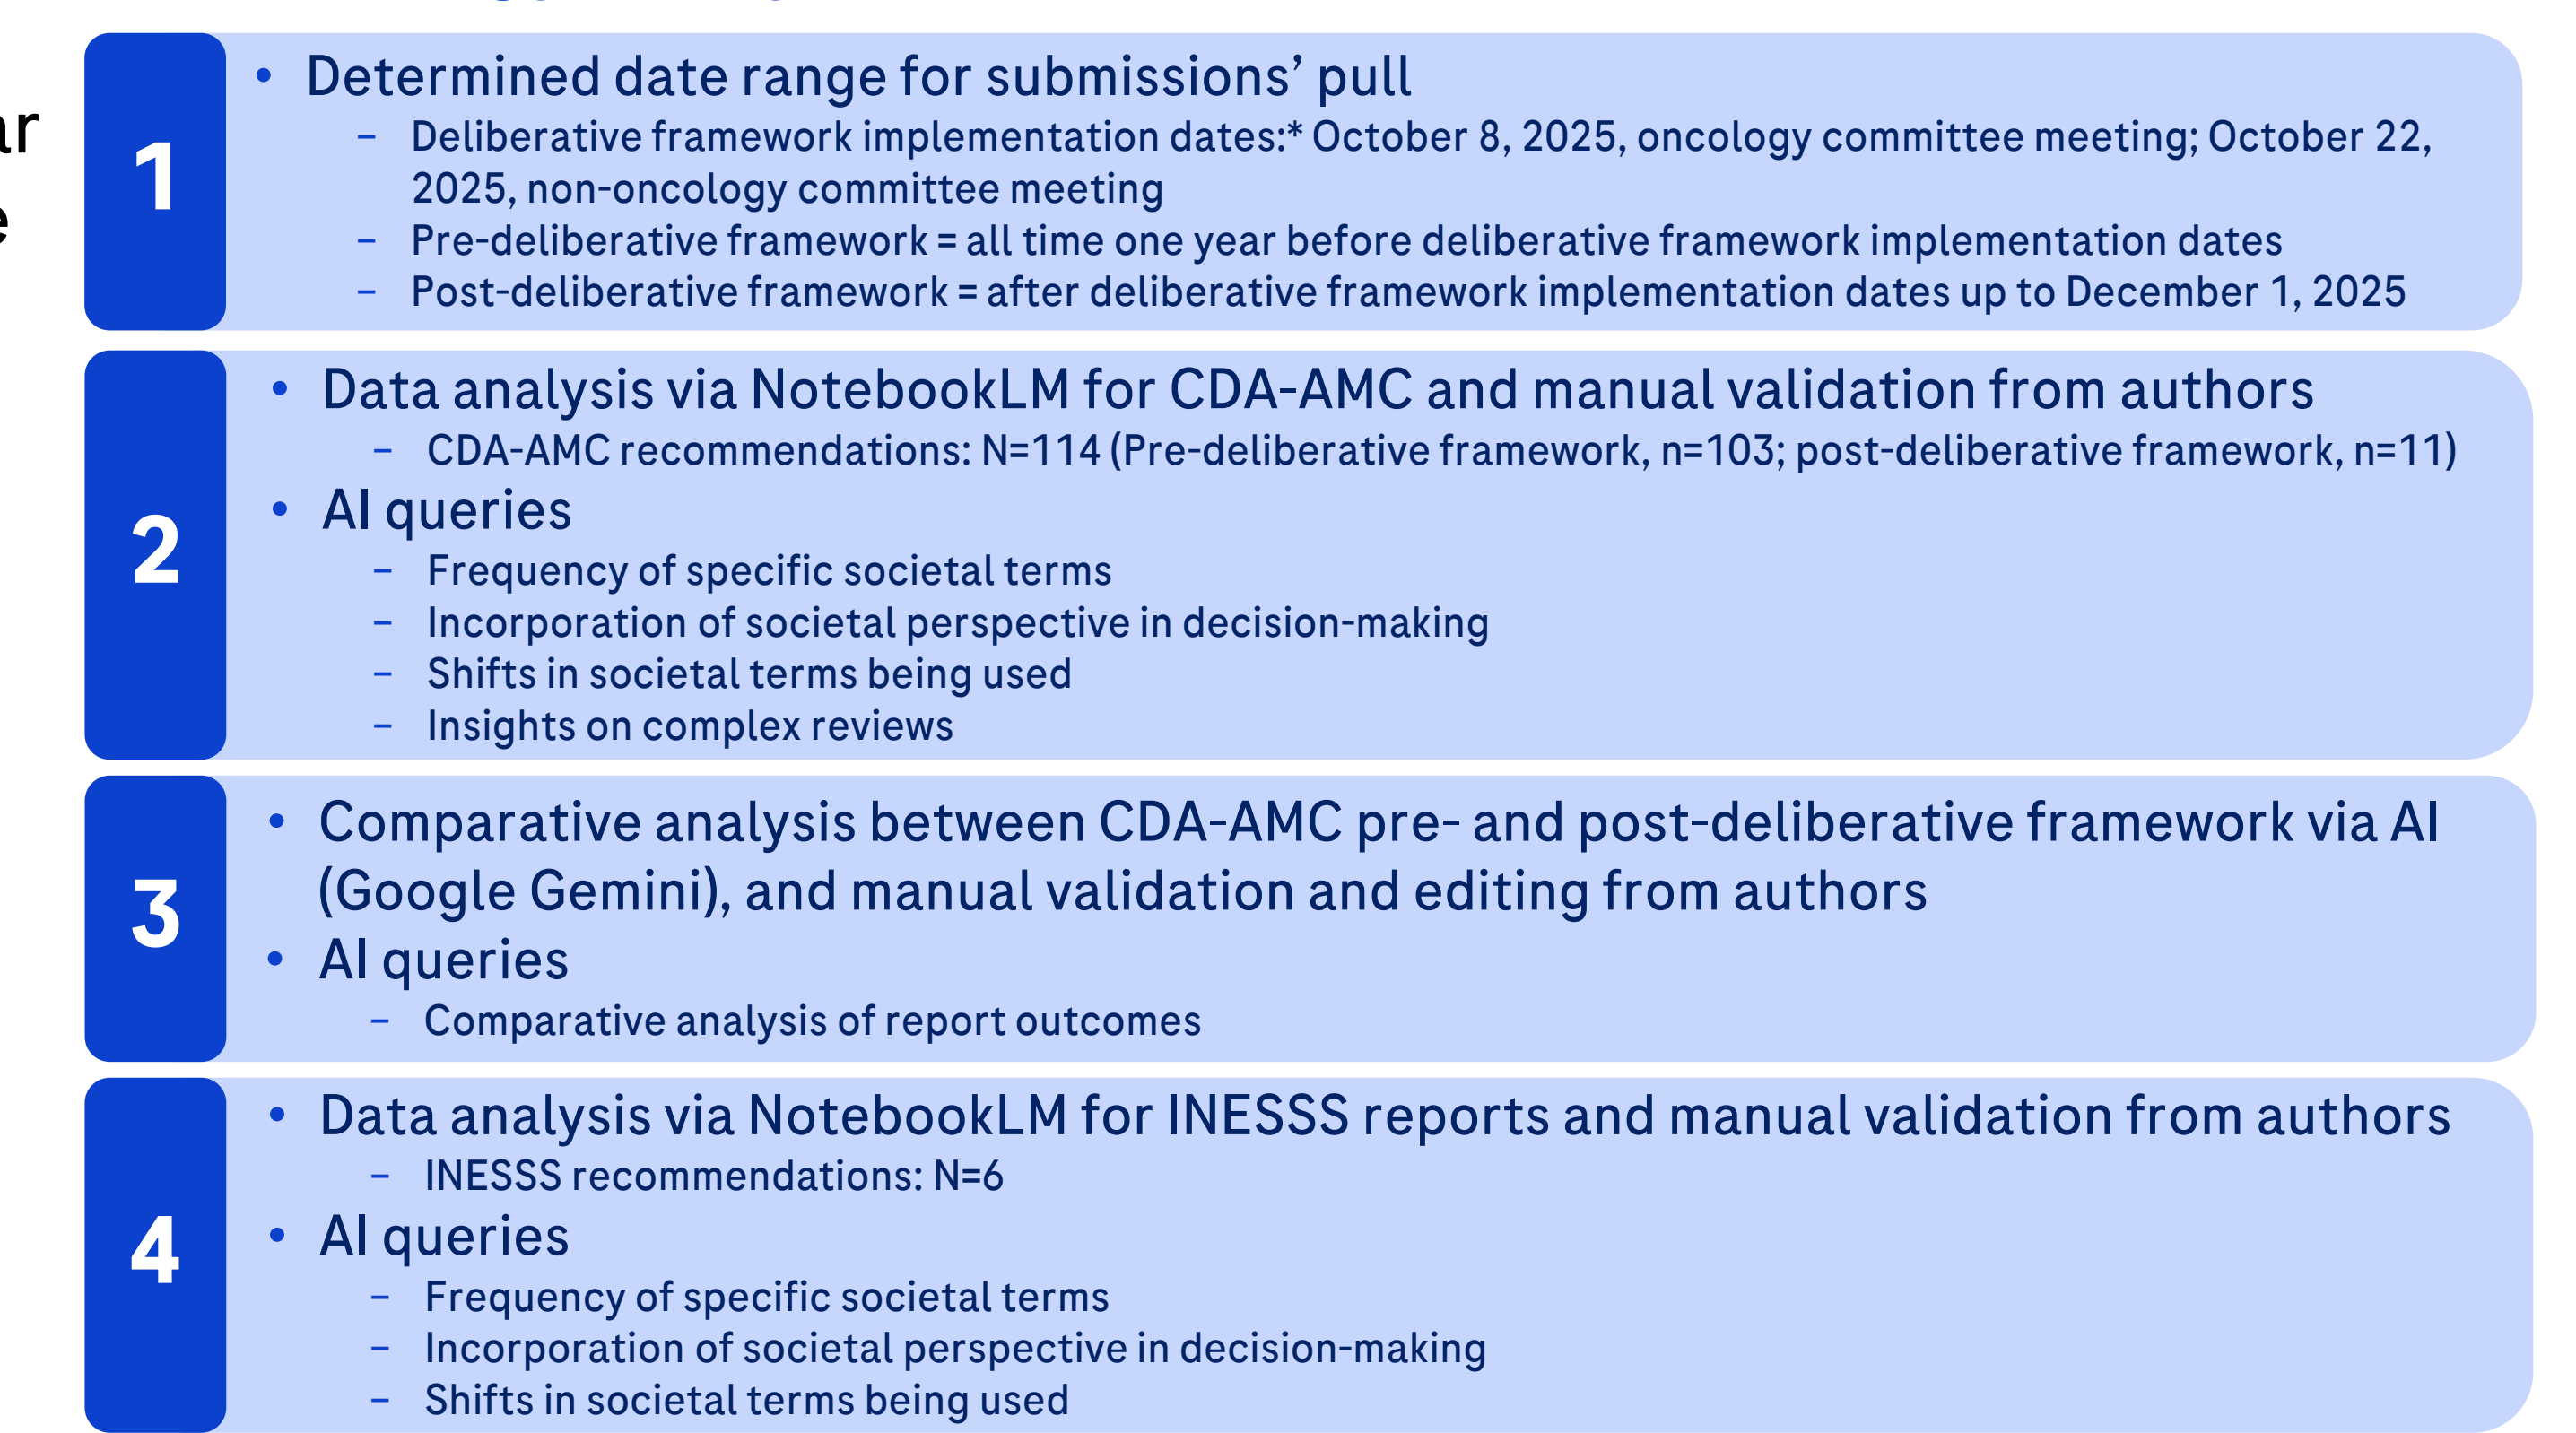 1
• Determined date range for submissions’ pull
– Deliberative framework implementation dates:* October 8, 2025, oncology committee meeting; October 22,
2025, non-oncology committee meeting
– Pre-deliberative framework = all time one year before deliberative framework implementation dates
– Post-deliberative framework = after deliberative framework implementation dates up to December 1, 2025
2
• Data analysis via NotebookLM for CDA-AMC and manual validation from authors
– CDA-AMC recommendations: N=114 (Pre-deliberative framework, n=103; post-deliberative framework, n=11)
• AI queries
– Frequency of specific societal terms
– Incorporation of societal perspective in decision-making
– Shifts in societal terms being used
– Insights on complex reviews
3
• Comparative analysis between CDA-AMC pre- and post-deliberative framework via AI
(Google Gemini), and manual validation and editing from authors
• AI queries
– Comparative analysis of report outcomes
4
• Data analysis via NotebookLM for INESSS reports and manual validation from authors
– INESSS recommendations: N=6
• AI queries
– Frequency of specific societal terms
– Incorporation of societal perspective in decision-making
– Shifts in societal terms being used